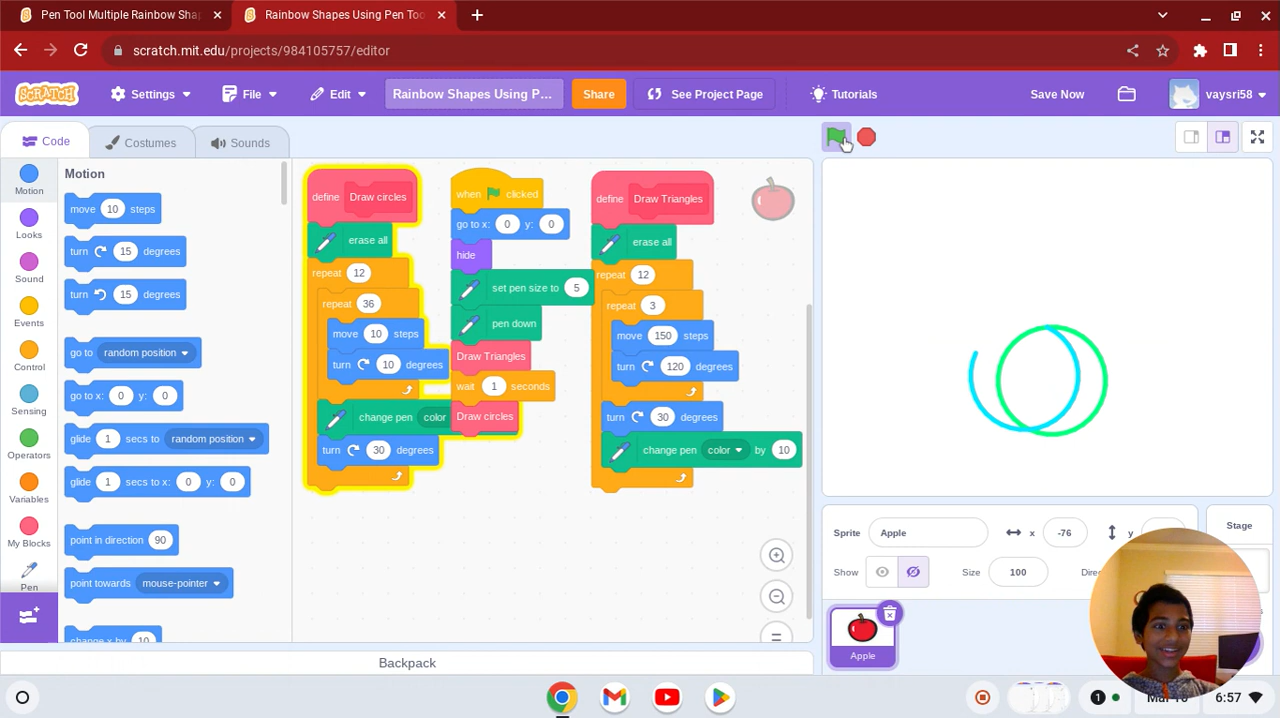 Pen Tool Multiple Rainbow Sha
Rainbow Shapes Using Pen Too
scratch.mit.edu/projects/984105757/editor
SCRATCH
Settings
File
Edit
Rainbow Shapes Using P...
Share
See Project Page
Tutorials
Save Now
vaysri58
Code
Costumes
Sounds
Motion
Looks
Sound
Events
Control
Sensing
Operators
Variables
My Blocks
Pen
Motion
move 10 steps
turn 15 degrees
turn 15 degrees
go to random position
go to x: 0 y: 0
glide 1 secs to random position
glide 1 secs to x: 0 y: 0
point in direction 90
point towards mouse-pointer
change x by 10
define Draw circles
erase all
repeat 12
repeat 36
move 10 steps
turn 10 degrees
change pen color
turn 30 degrees
when clicked
go to x: 0 y: 0
hide
set pen size to 5
pen down
Draw Triangles
wait 1 seconds
Draw circles
define Draw Triangles
erase all
repeat 12
repeat 3
move 150 steps
turn 120 degrees
turn 30 degrees
change pen color by 10
Backpack
Sprite Apple x -76 y
Show Size 100
Apple
Stage
1
6:57